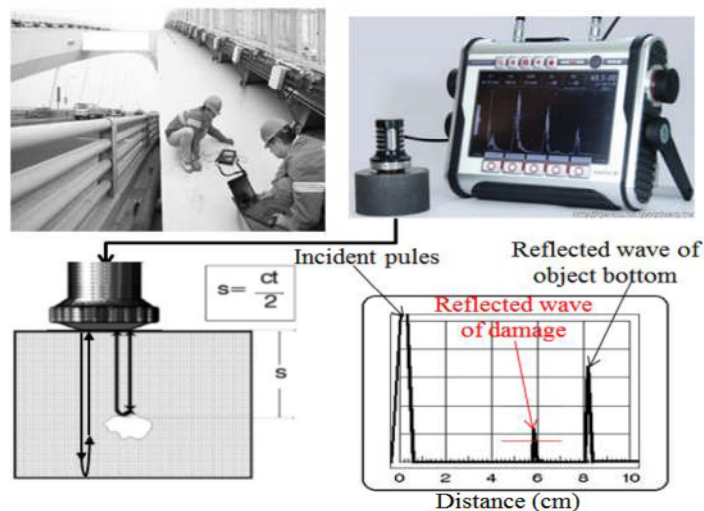 s = ct/2
s
Incident pules
Reflected wave of
object bottom
Reflected wave
of damage
0 2 4 6 8 10
Distance (cm)